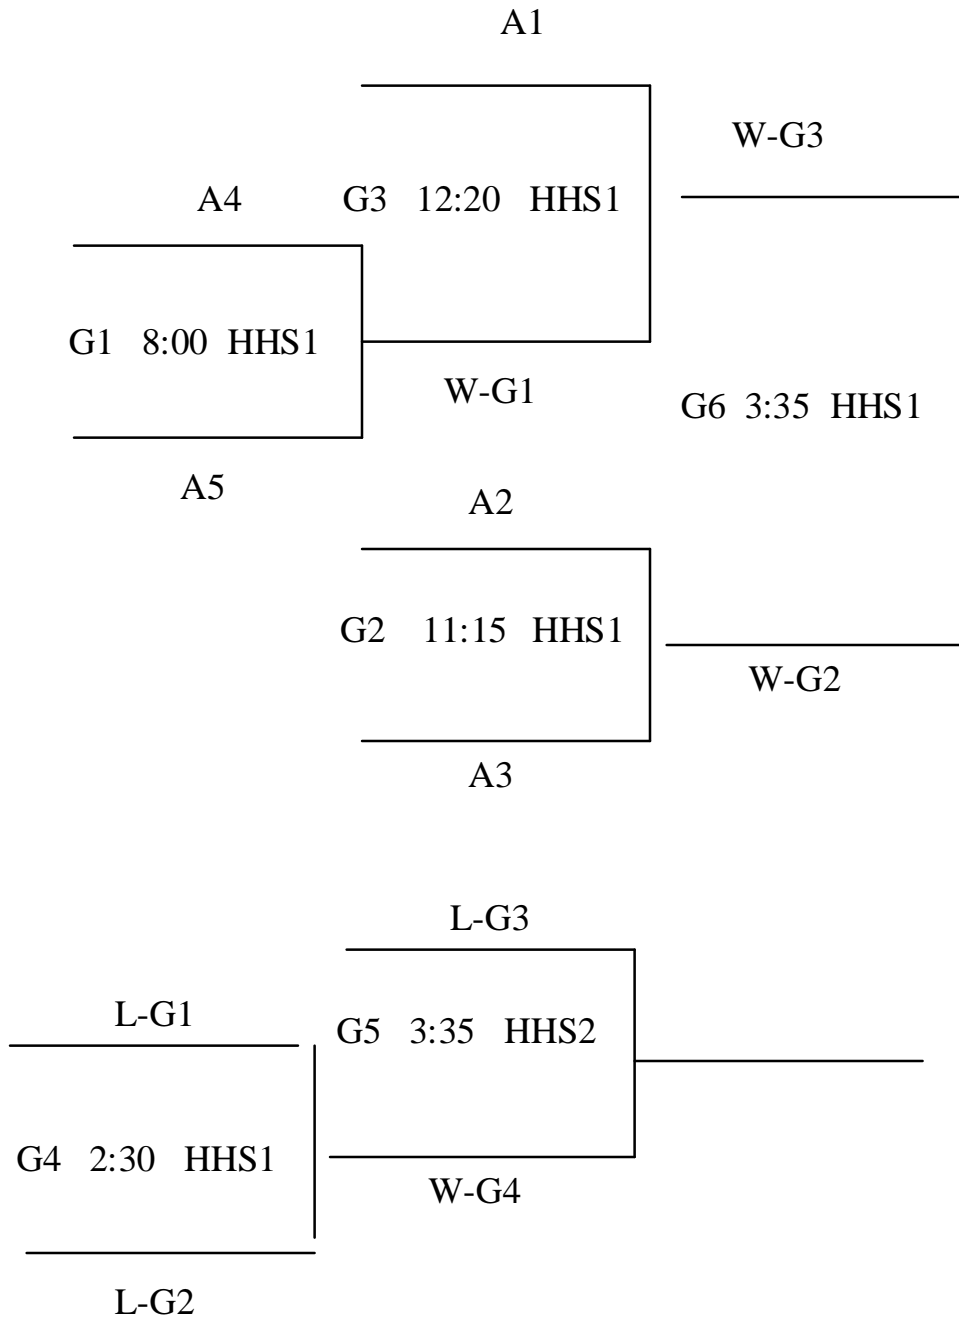 A1
W-G3
A4
G3 12:20 HHS1
G1 8:00 HHS1
W-G1
G6 3:35 HHS1
A5
A2
G2 11:15 HHS1
W-G2
A3
L-G3
L-G1
G5 3:35 HHS2
G4 2:30 HHS1
W-G4
L-G2